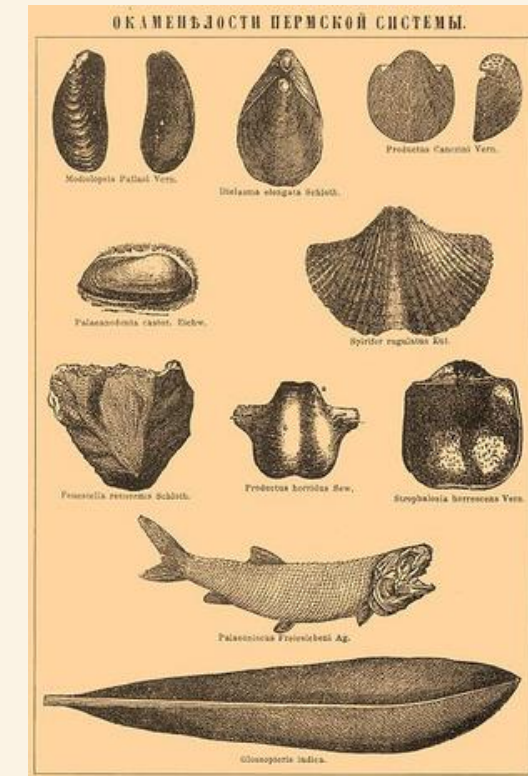 ОКАМЕНѢЛОСТИ ПЕРМСКОЙ СИСТЕМЫ.
Modiolopsis Pallasi Vern.
Dielasma elongata Schloth.
Productus Cancrini Vern.
Palaeanodonta castor. Eichw.
Spirifer rugulatus Kut.
Fenestella retiformis Schloth.
Productus horridus Sow.
Strophalosia horrescens Vern.
Palaeoniscus Freieslebeni Ag.
Glossopteris indica.